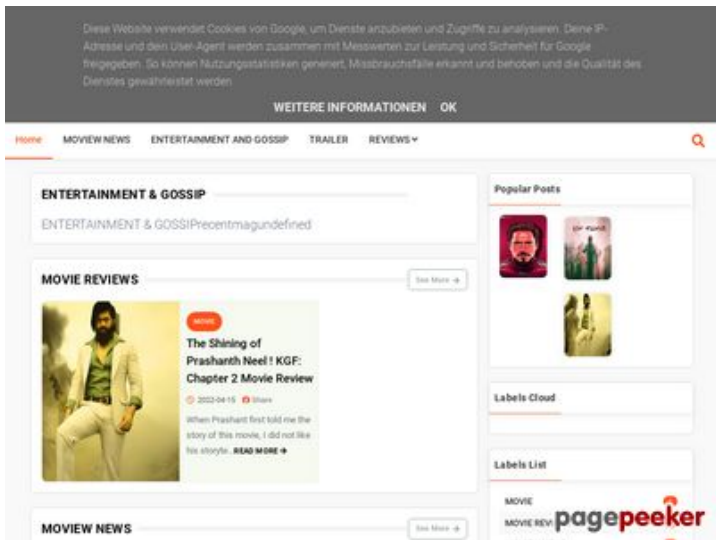 Diese Website verwendet Cookies von Google, um Dienste anzubieten und Zugriffe zu analysieren. Deine IP-
Adresse und dein User-Agent werden zusammen mit Messwerten zur Leistung und Sicherheit für Google
freigegeben. So können Nutzungsstatistiken generiert, Missbrauchsfälle erkannt und behoben und die Qualität des
Dienstes gewährleistet werden.
WEITERE INFORMATIONEN OK
Home MOVIEW NEWS ENTERTAINMENT AND GOSSIP TRAILER REVIEWS
ENTERTAINMENT & GOSSIP
ENTERTAINMENT & GOSSIPrecentmagundefined
MOVIE REVIEWS
See More
MOVIE
The Shining of
Prashanth Neel ! KGF:
Chapter 2 Movie Review
2022-04-15 Share
When Prashant first told me the
story of this movie, I did not like
his storyte.. READ MORE
MOVIEW NEWS
See More
Popular Posts
Labels Cloud
Labels List
MOVIE
MOVIE REVI
pagepeeker